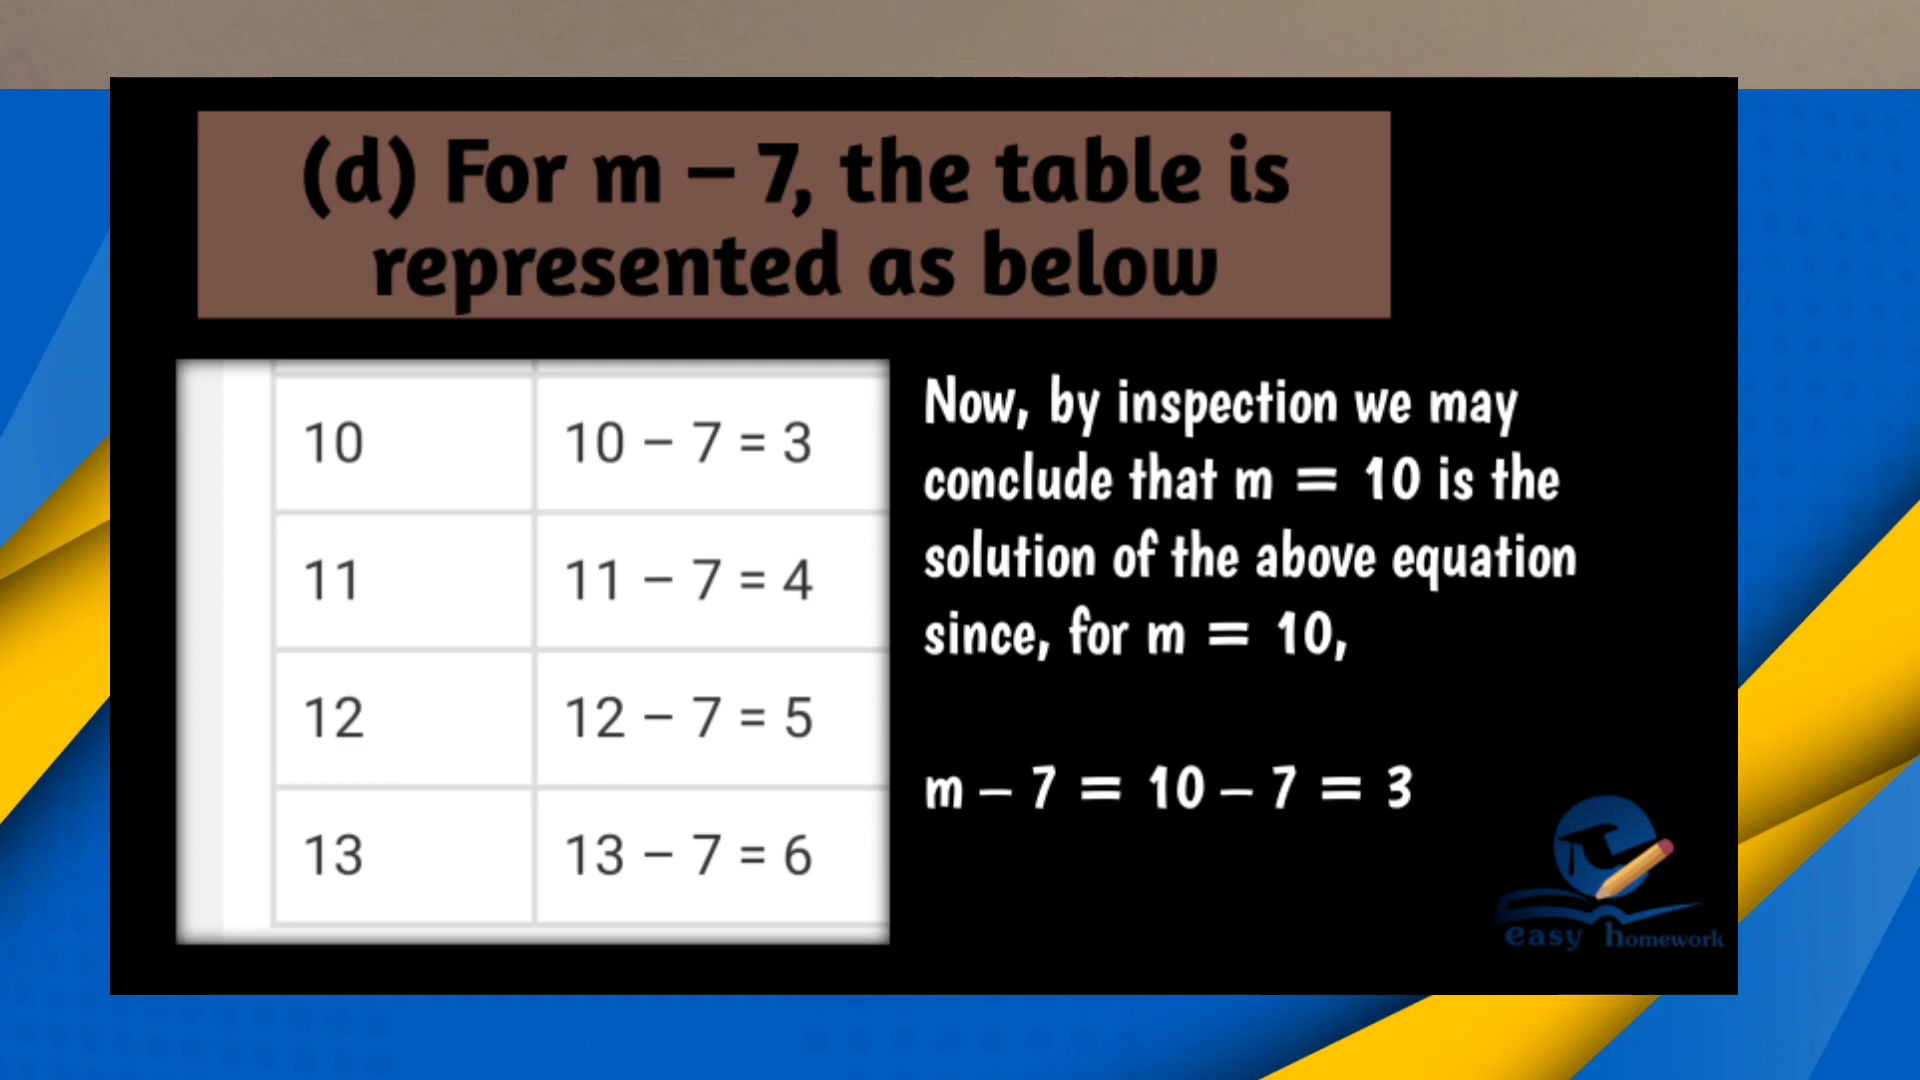 (d) For m – 7, the table is
represented as below
10 10 – 7 = 3
11 11 – 7 = 4
12 12 – 7 = 5
13 13 – 7 = 6
Now, by inspection we may
conclude that m = 10 is the
solution of the above equation
since, for m = 10,
m – 7 = 10 – 7 = 3
easy homework